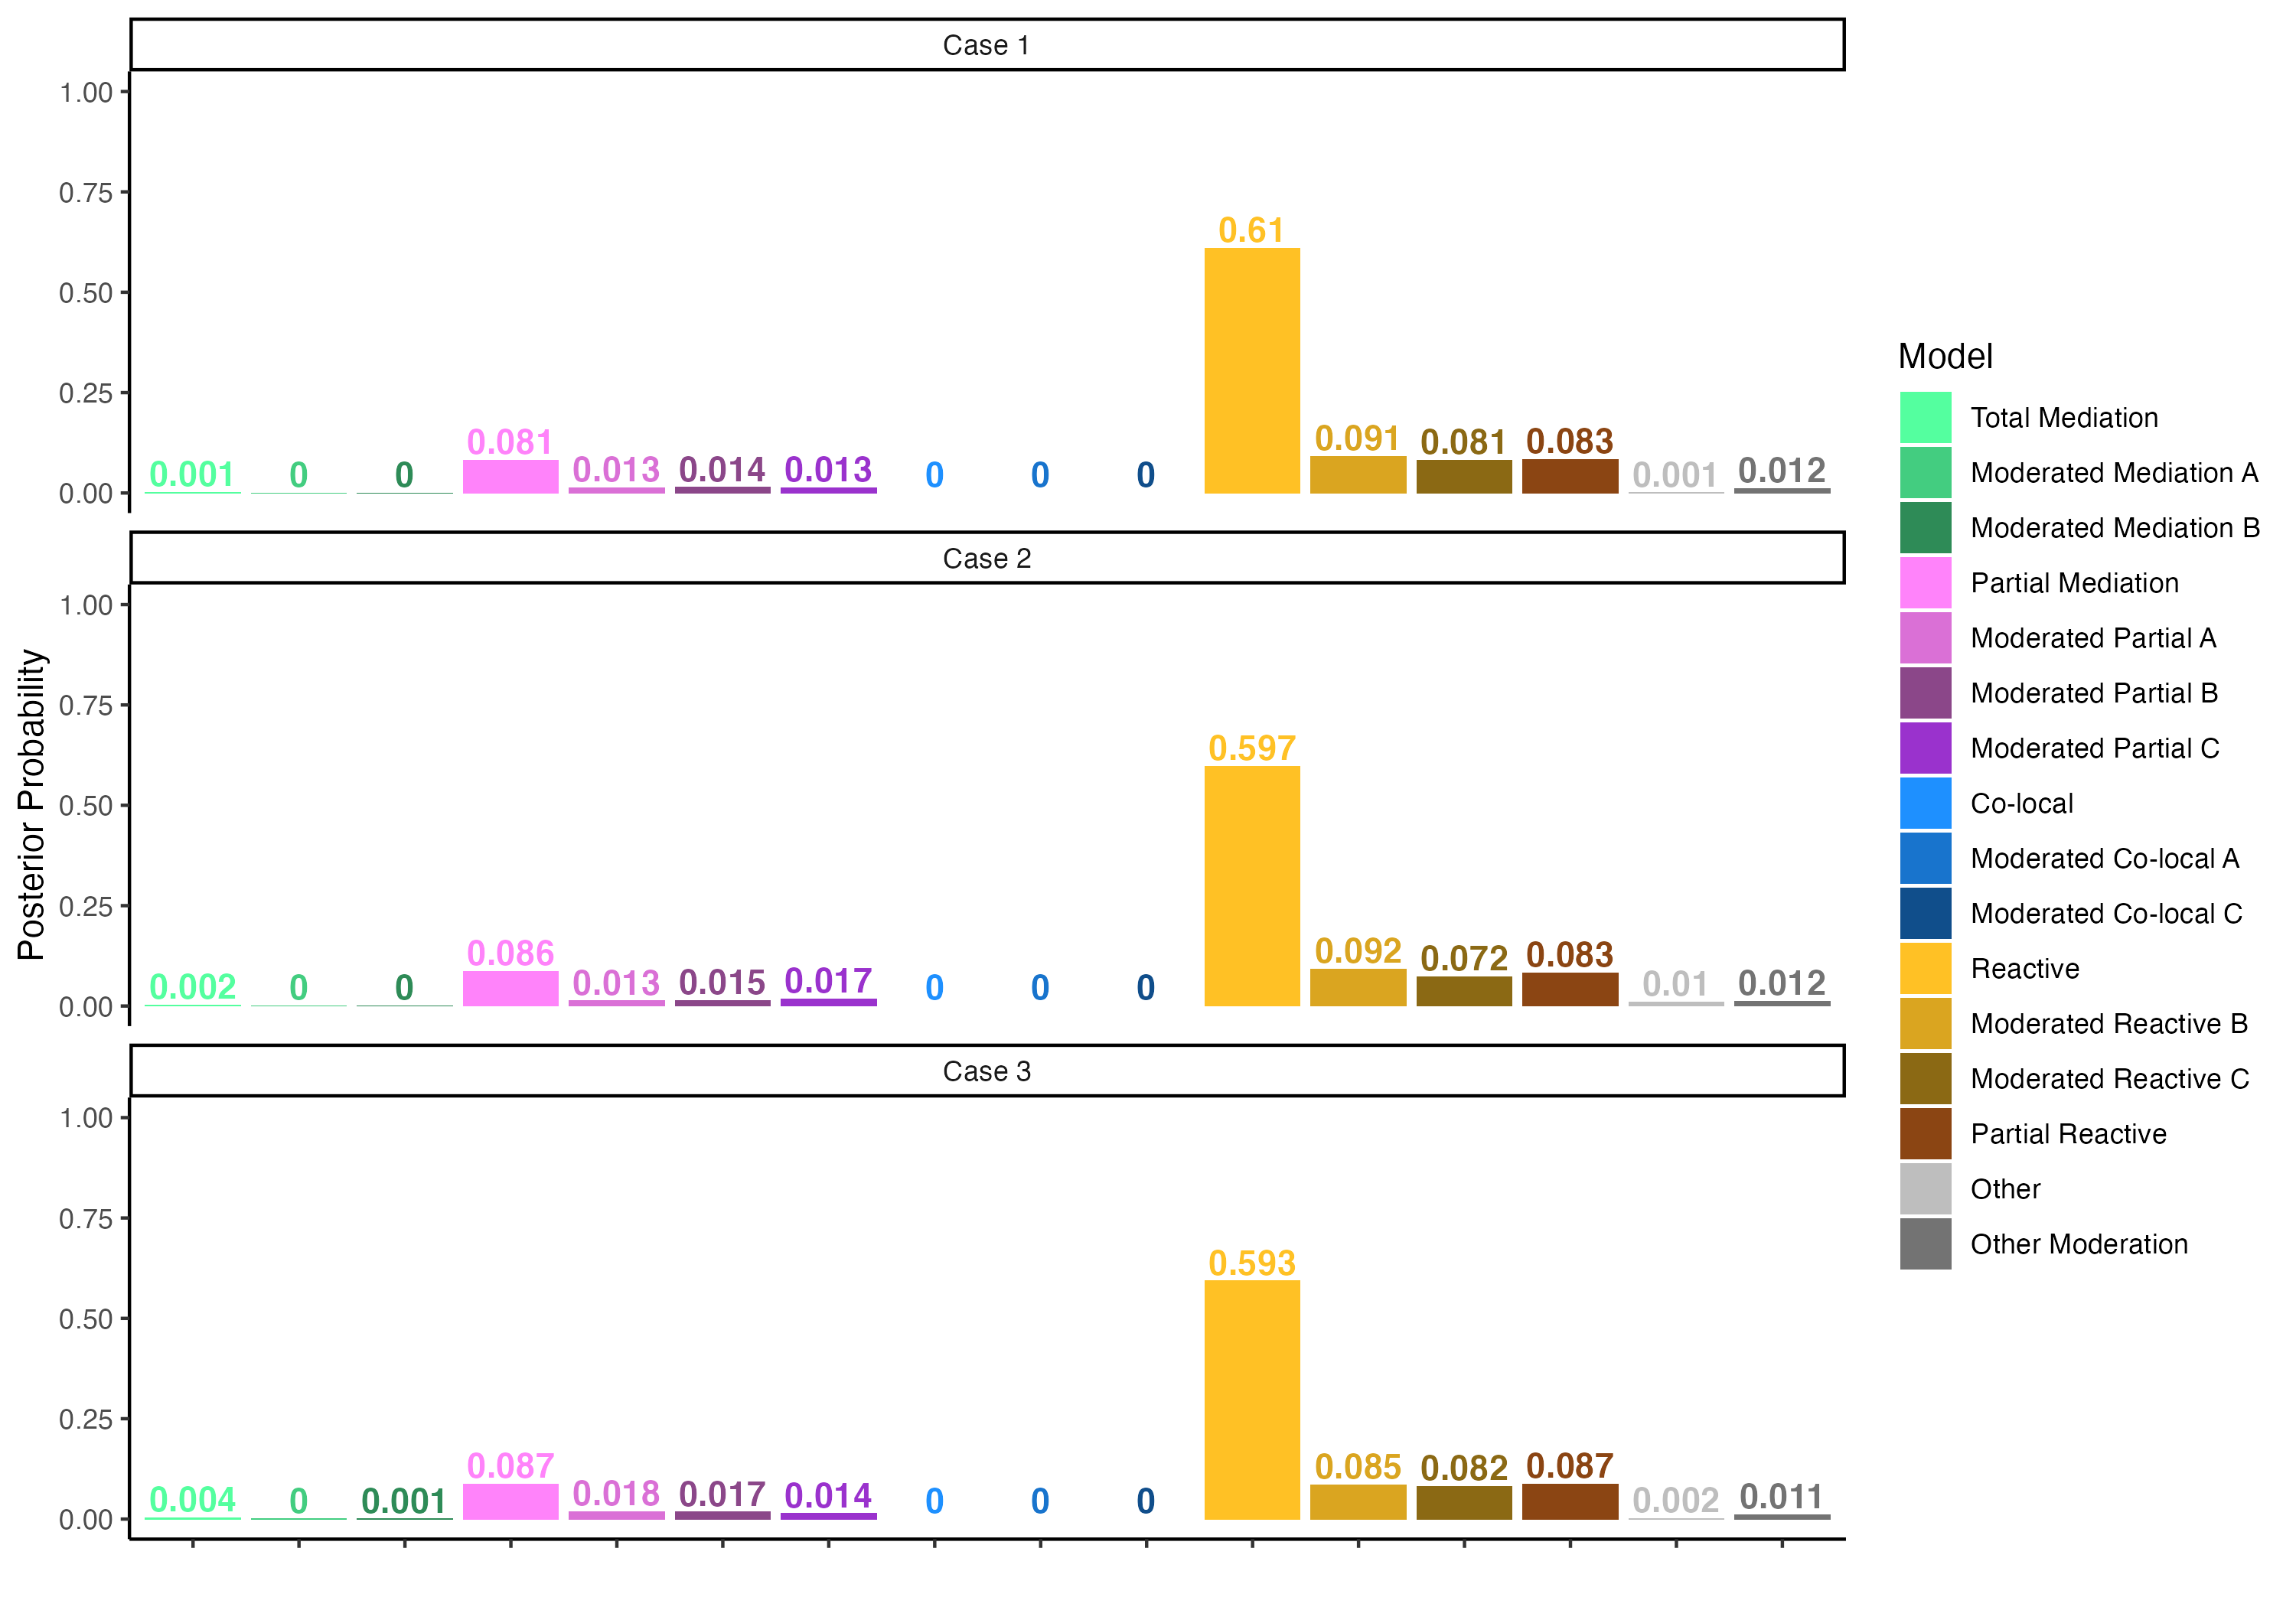 Case 1
1.00
0.75
0.50
0.25
0.00
0.001 0 0 0.081 0.013 0.014 0.013 0 0 0 0.61 0.091 0.081 0.083 0.001 0.012
Case 2
1.00
0.75
0.50
0.25
0.00
0.002 0 0 0.086 0.013 0.015 0.017 0 0 0 0.597 0.092 0.072 0.083 0.01 0.012
Case 3
1.00
0.75
0.50
0.25
0.00
0.004 0 0.001 0.087 0.018 0.017 0.014 0 0 0 0.593 0.085 0.082 0.087 0.002 0.011
Posterior Probability
Model
Total Mediation
Moderated Mediation A
Moderated Mediation B
Partial Mediation
Moderated Partial A
Moderated Partial B
Moderated Partial C
Co-local
Moderated Co-local A
Moderated Co-local C
Reactive
Moderated Reactive B
Moderated Reactive C
Partial Reactive
Other
Other Moderation